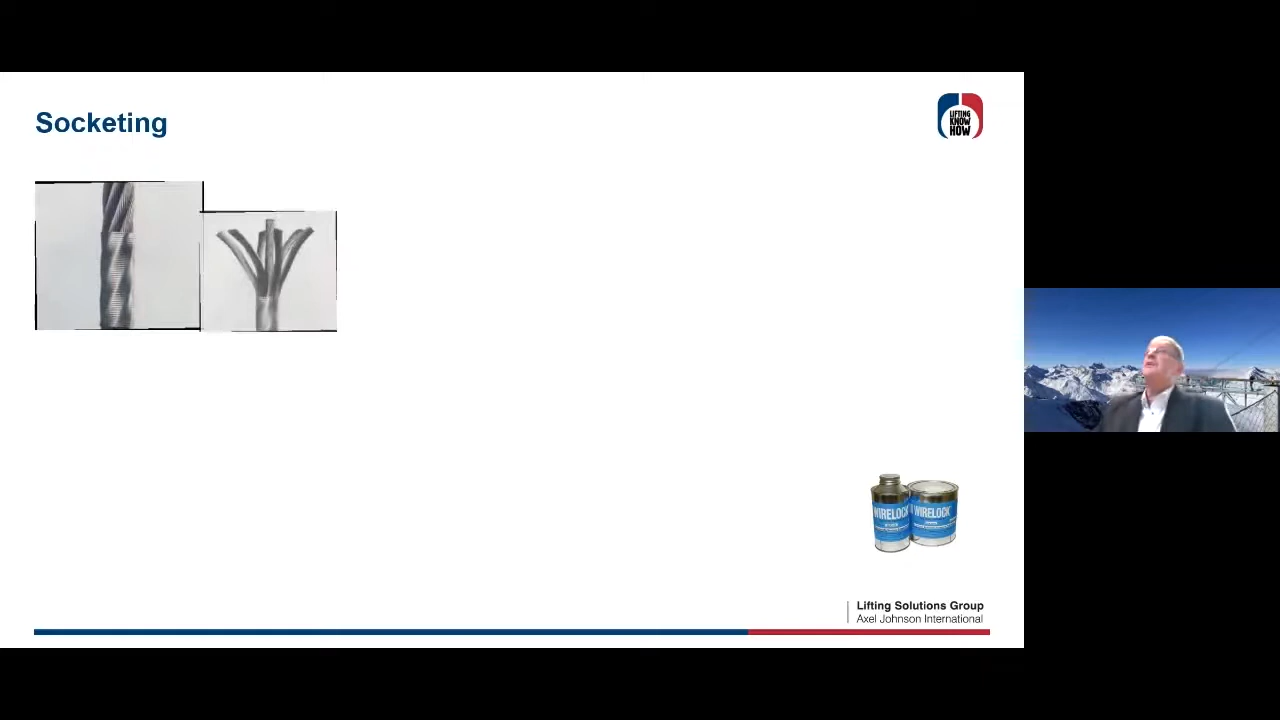 Socketing
LIFTING
KNOW
HOW
WIRELOCK
WIRELOCK
Lifting Solutions Group
Axel Johnson International